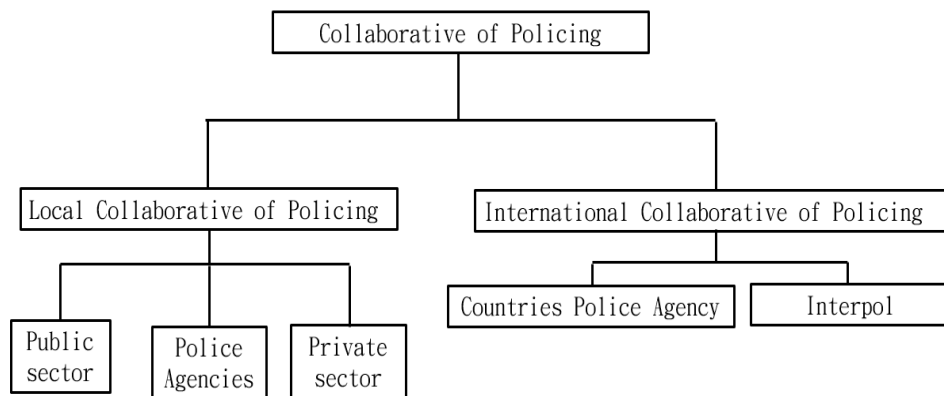 Collaborative of Policing
Local Collaborative of Policing
International Collaborative of Policing
Countries Police Agency
Interpol
Public
sector
Police
Agencies
Private
sector